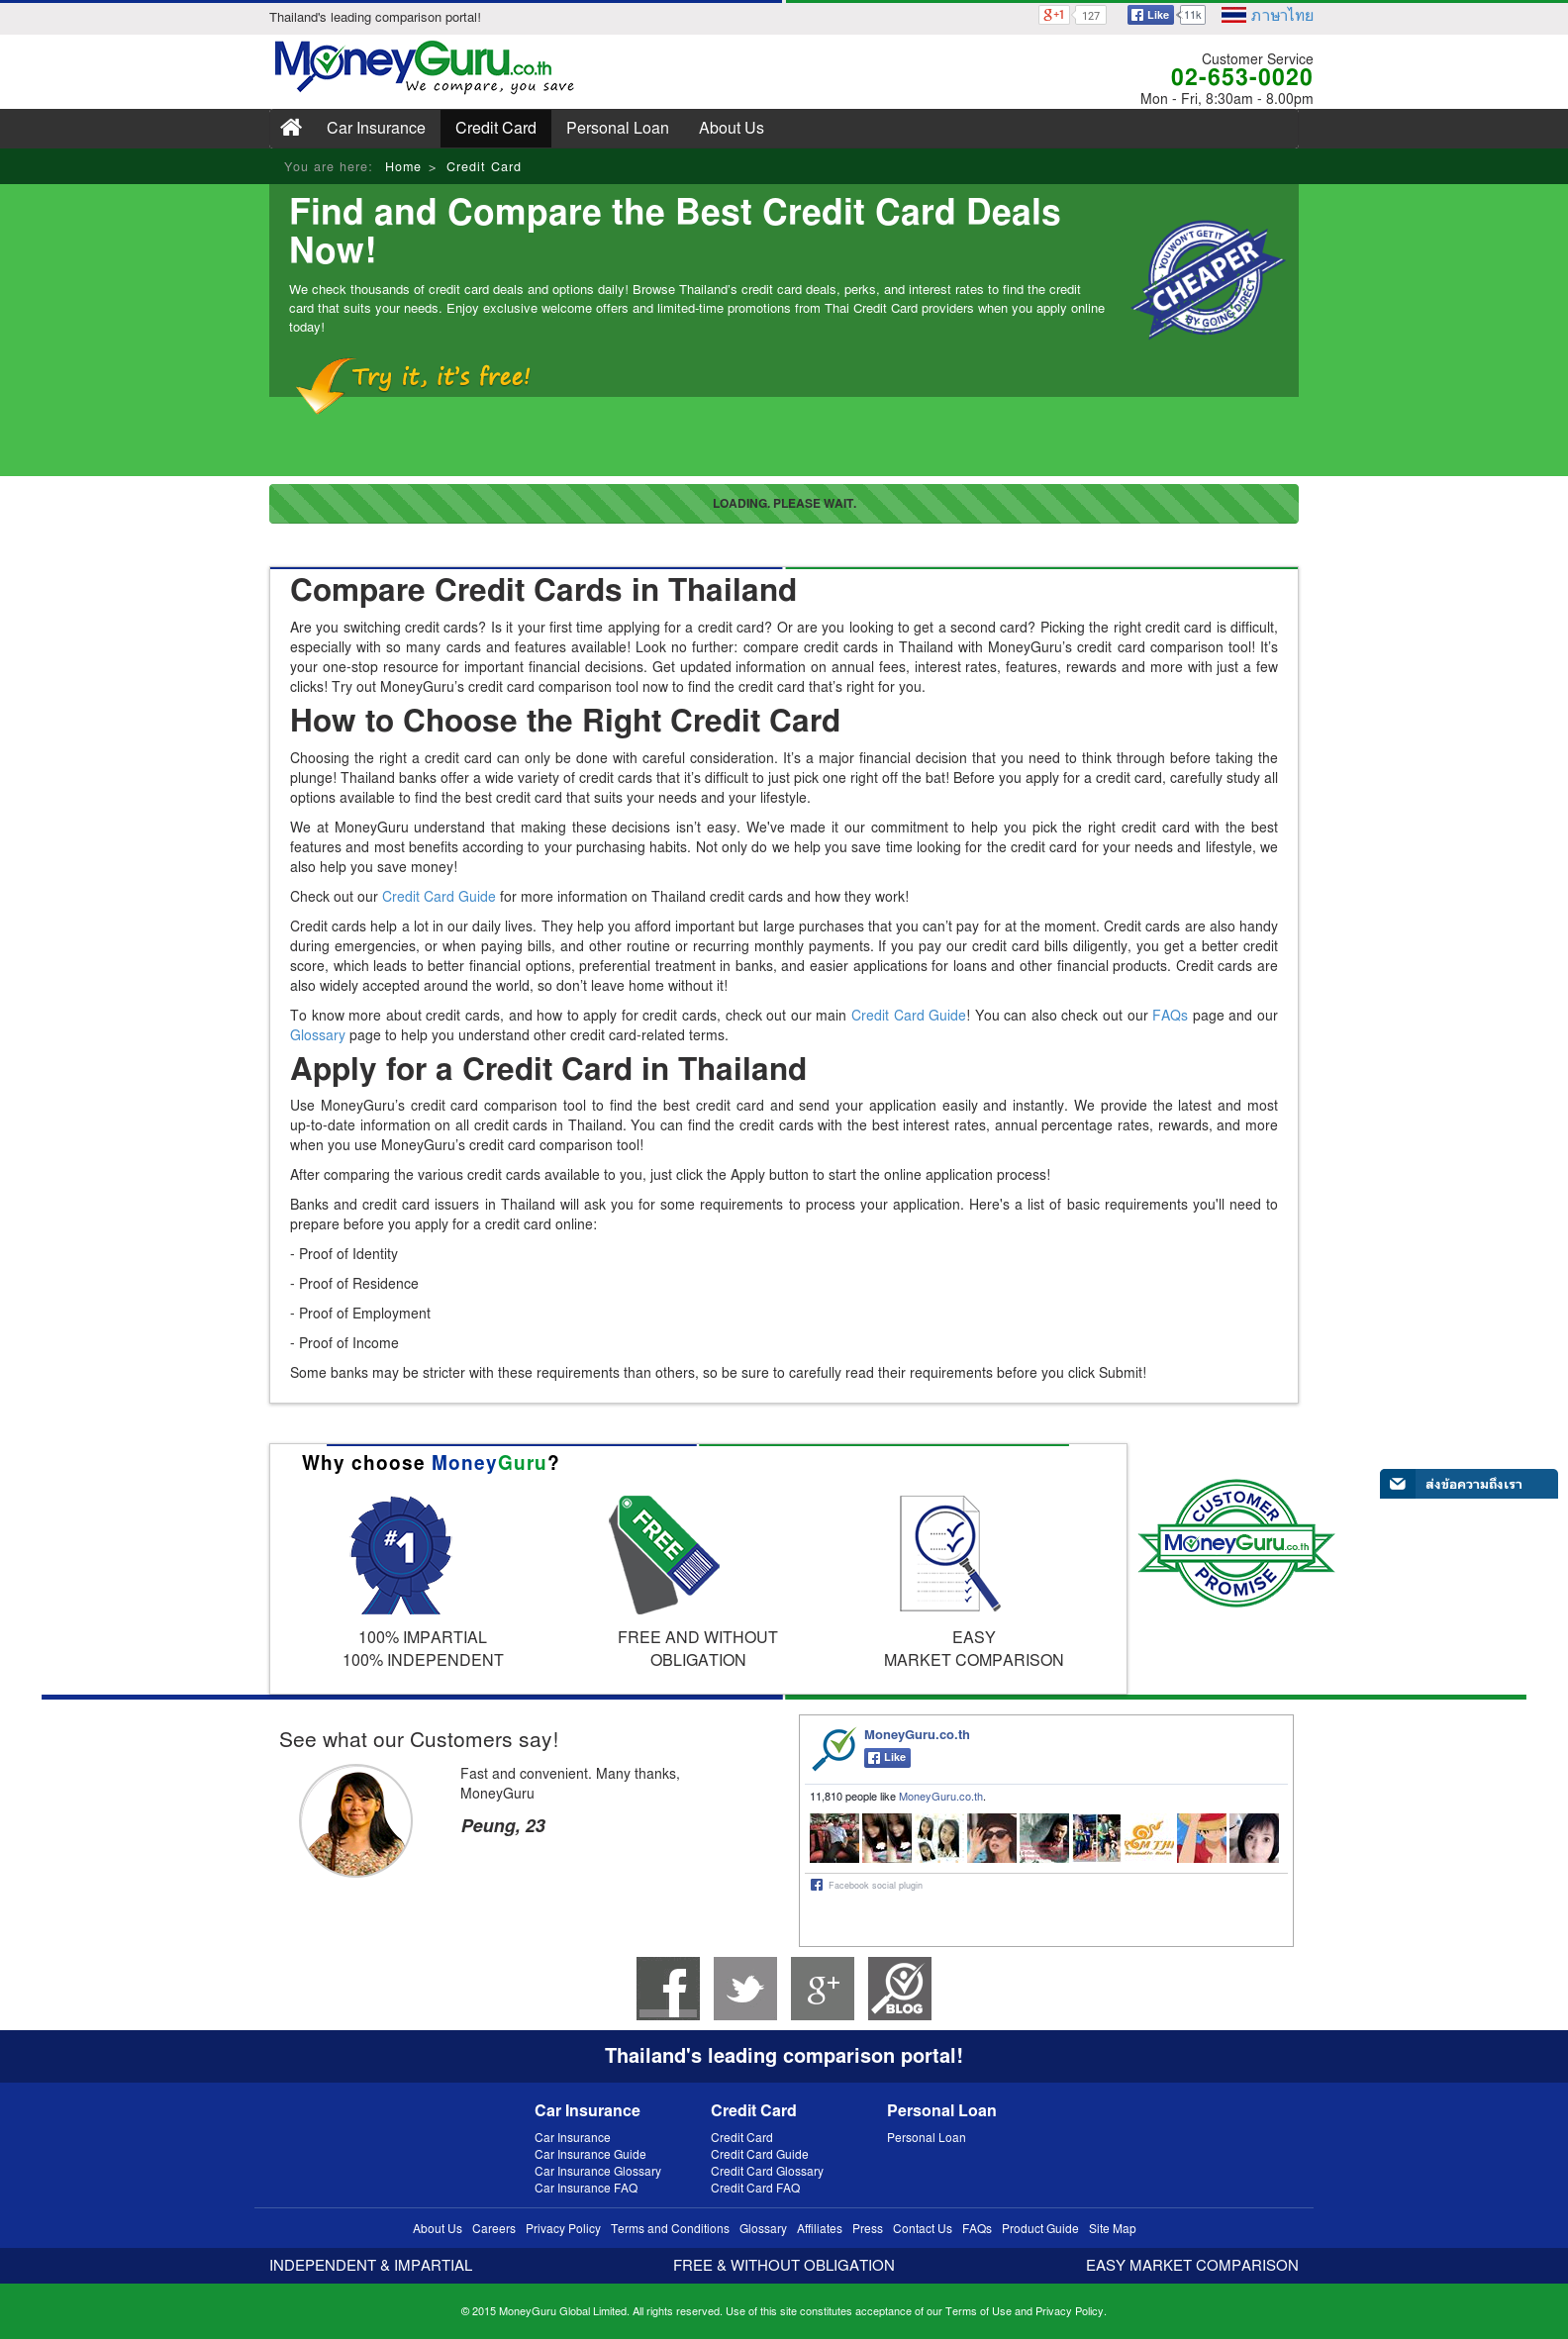 Thailand's leading comparison portal!
+1 127 Like 11k ภาษาไทย
MoneyGuru.co.th
We compare, you save
Customer Service
02-653-0020
Mon - Fri, 8:30am - 8.00pm
Car Insurance Credit Card Personal Loan About Us
You are here: Home > Credit Card
Find and Compare the Best Credit Card Deals
Now!
We check thousands of credit card deals and options daily! Browse Thailand's credit card deals, perks, and interest rates to find the credit
card that suits your needs. Enjoy exclusive welcome offers and limited-time promotions from Thai Credit Card providers when you apply online
today!
YOU WON'T GET IT
CHEAPER
BY GOING DIRECT
Try it, it's free!
LOADING. PLEASE WAIT.
Compare Credit Cards in Thailand
Are you switching credit cards? Is it your first time applying for a credit card? Or are you looking to get a second card? Picking the right credit card is difficult,
especially with so many cards and features available! Look no further: compare credit cards in Thailand with MoneyGuru's credit card comparison tool! It's
your one-stop resource for important financial decisions. Get updated information on annual fees, interest rates, features, rewards and more with just a few
clicks! Try out MoneyGuru's credit card comparison tool now to find the credit card that's right for you.
How to Choose the Right Credit Card
Choosing the right a credit card can only be done with careful consideration. It's a major financial decision that you need to think through before taking the
plunge! Thailand banks offer a wide variety of credit cards that it's difficult to just pick one right off the bat! Before you apply for a credit card, carefully study all
options available to find the best credit card that suits your needs and your lifestyle.
We at MoneyGuru understand that making these decisions isn't easy. We've made it our commitment to help you pick the right credit card with the best
features and most benefits according to your purchasing habits. Not only do we help you save time looking for the credit card for your needs and lifestyle, we
also help you save money!
Check out our Credit Card Guide for more information on Thailand credit cards and how they work!
Credit cards help a lot in our daily lives. They help you afford important but large purchases that you can't pay for at the moment. Credit cards are also handy
during emergencies, or when paying bills, and other routine or recurring monthly payments. If you pay our credit card bills diligently, you get a better credit
score, which leads to better financial options, preferential treatment in banks, and easier applications for loans and other financial products. Credit cards are
also widely accepted around the world, so don't leave home without it!
To know more about credit cards, and how to apply for credit cards, check out our main Credit Card Guide! You can also check out our FAQs page and our
Glossary page to help you understand other credit card-related terms.
Apply for a Credit Card in Thailand
Use MoneyGuru's credit card comparison tool to find the best credit card and send your application easily and instantly. We provide the latest and most
up-to-date information on all credit cards in Thailand. You can find the credit cards with the best interest rates, annual percentage rates, rewards, and more
when you use MoneyGuru's credit card comparison tool!
After comparing the various credit cards available to you, just click the Apply button to start the online application process!
Banks and credit card issuers in Thailand will ask you for some requirements to process your application. Here's a list of basic requirements you'll need to
prepare before you apply for a credit card online:
- Proof of Identity
- Proof of Residence
- Proof of Employment
- Proof of Income
Some banks may be stricter with these requirements than others, so be sure to carefully read their requirements before you click Submit!
Why choose MoneyGuru?
#1
FREE
100% IMPARTIAL
100% INDEPENDENT
FREE AND WITHOUT
OBLIGATION
EASY
MARKET COMPARISON
CUSTOMER
MoneyGuru.co.th
PROMISE
ส่งข้อความถึงเรา
See what our Customers say!
Fast and convenient. Many thanks,
MoneyGuru
Peung, 23
MoneyGuru.co.th
Like
11,810 people like MoneyGuru.co.th.
Facebook social plugin
BLOG
Thailand's leading comparison portal!
Car Insurance Credit Card Personal Loan
Car Insurance Credit Card Personal Loan
Car Insurance Guide Credit Card Guide
Car Insurance Glossary Credit Card Glossary
Car Insurance FAQ Credit Card FAQ
About Us Careers Privacy Policy Terms and Conditions Glossary Affiliates Press Contact Us FAQs Product Guide Site Map
INDEPENDENT & IMPARTIAL FREE & WITHOUT OBLIGATION EASY MARKET COMPARISON
© 2015 MoneyGuru Global Limited. All rights reserved. Use of this site constitutes acceptance of our Terms of Use and Privacy Policy.